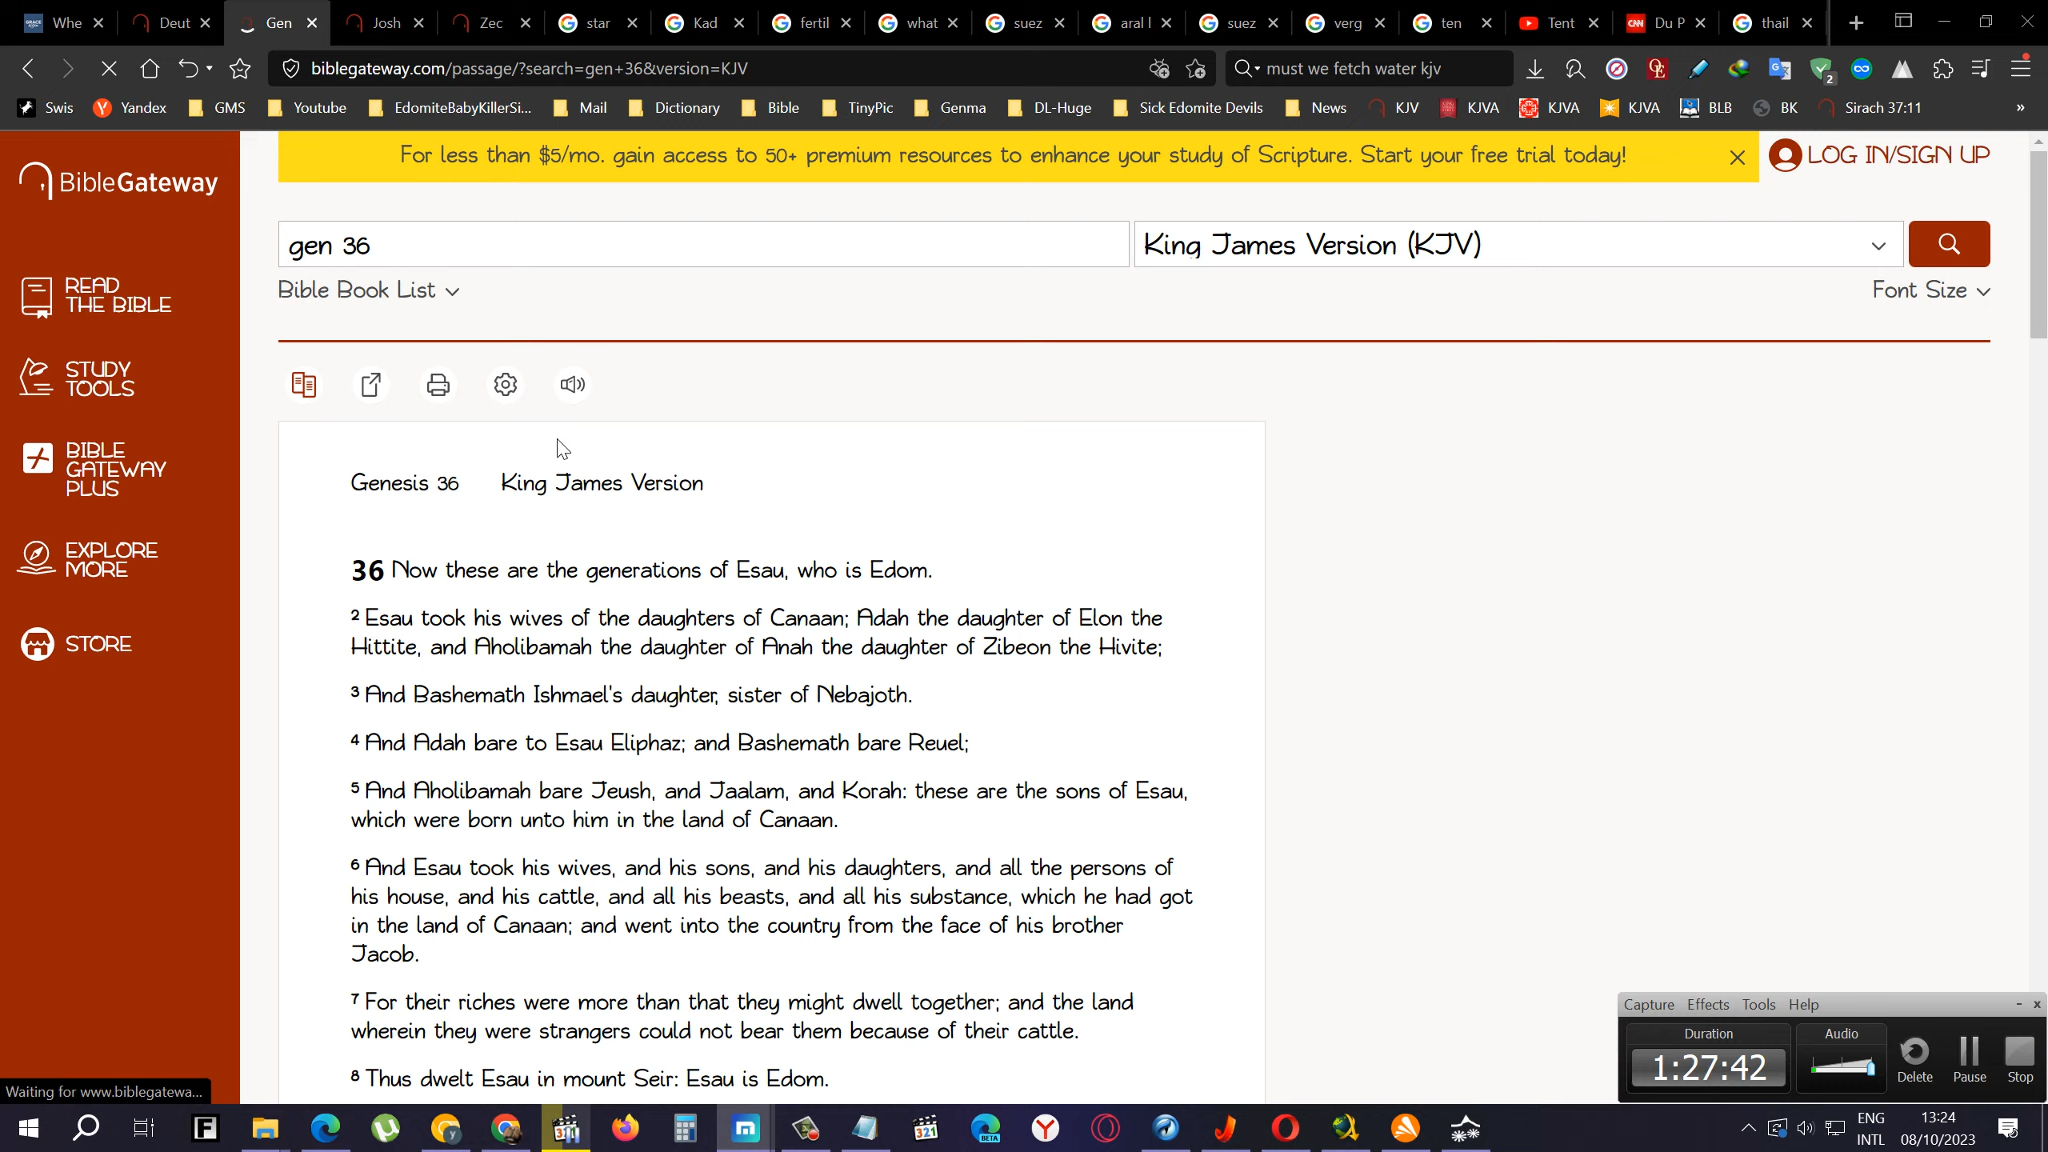 Whe
Deut
Gen
Josh
Zec
star
Kad
fertil
what
suez
aral l
suez
verg
ten
Tent
CNN
Du P
thail
biblegateway.com/passage/?search=gen+36&version=KJV
must we fetch water kjv
2
Swis
Yandex
GMS
Youtube
EdomiteBabyKillerSi...
Mail
Dictionary
Bible
TinyPic
Genma
DL-Huge
Sick Edomite Devils
News
KJV
KJVA
KJVA
KJVA
BLB
BK
Sirach 37:11
»
BibleGateway
For less than $5/mo. gain access to 50+ premium resources to enhance your study of Scripture. Start your free trial today!
LOG IN/SIGN UP
gen 36
King James Version (KJV)
Bible Book List
Font Size
READ
THE BIBLE
STUDY
TOOLS
BIBLE
GATEWAY
PLUS
EXPLORE
MORE
STORE
Genesis 36 King James Version
36 Now these are the generations of Esau, who is Edom.
2 Esau took his wives of the daughters of Canaan; Adah the daughter of Elon the
Hittite, and Aholibamah the daughter of Anah the daughter of Zibeon the Hivite;
3 And Bashemath Ishmael's daughter, sister of Nebajoth.
4 And Adah bare to Esau Eliphaz; and Bashemath bare Reuel;
5 And Aholibamah bare Jeush, and Jaalam, and Korah: these are the sons of Esau,
which were born unto him in the land of Canaan.
6 And Esau took his wives, and his sons, and his daughters, and all the persons of
his house, and his cattle, and all his beasts, and all his substance, which he had got
in the land of Canaan; and went into the country from the face of his brother
Jacob.
7 For their riches were more than that they might dwell together; and the land
wherein they were strangers could not bear them because of their cattle.
8 Thus dwelt Esau in mount Seir: Esau is Edom.
Capture Effects Tools Help
Duration
1:27:42
Audio
Delete
Pause
Stop
Waiting for www.biblegatewa...
321
BETA
ENG
INTL
13:24
08/10/2023